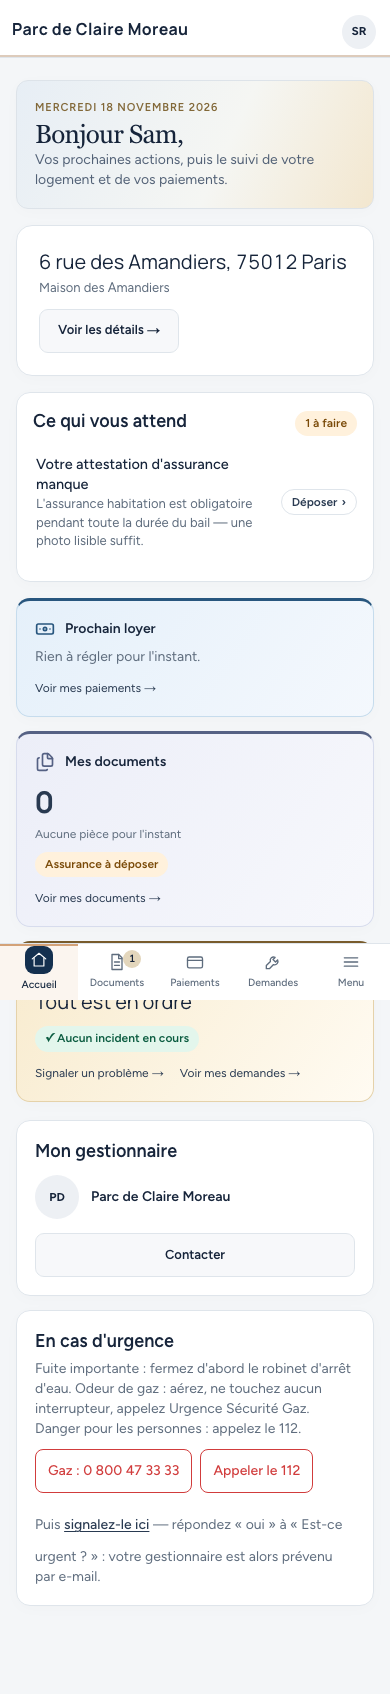 Parc de Claire Moreau
SR
MERCREDI 18 NOVEMBRE 2026
Bonjour Sam,
Vos prochaines actions, puis le suivi de votre
logement et de vos paiements.
6 rue des Amandiers, 75012 Paris
Maison des Amandiers
Voir les détails →
Ce qui vous attend
1 à faire
Votre attestation d'assurance
manque
L'assurance habitation est obligatoire
pendant toute la durée du bail — une
photo lisible suffit.
Déposer ›
Prochain loyer
Rien à régler pour l'instant.
Voir mes paiements →
Mes documents
0
Aucune pièce pour l'instant
Assurance à déposer
Voir mes documents →
1
Accueil
Documents
Paiements
Demandes
Menu
Tout est en ordre
✓ Aucun incident en cours
Signaler un problème → Voir mes demandes →
Mon gestionnaire
PD
Parc de Claire Moreau
Contacter
En cas d'urgence
Fuite importante : fermez d'abord le robinet d'arrêt
d'eau. Odeur de gaz : aérez, ne touchez aucun
interrupteur, appelez Urgence Sécurité Gaz.
Danger pour les personnes : appelez le 112.
Gaz : 0 800 47 33 33
Appeler le 112
Puis signalez-le ici — répondez « oui » à « Est-ce
urgent ? » : votre gestionnaire est alors prévenu
par e-mail.